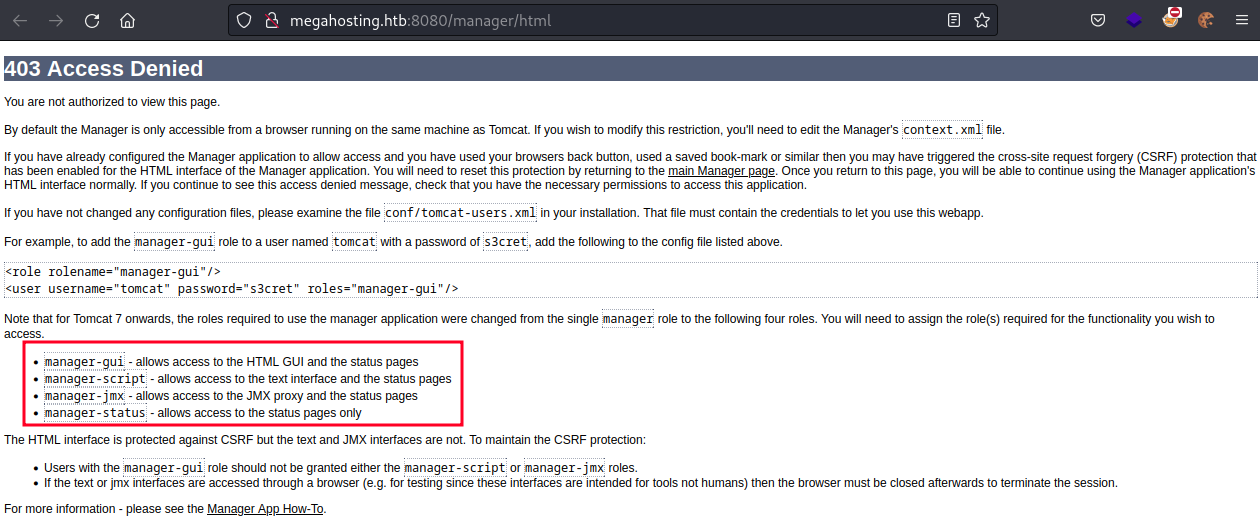 megahosting.htb:8080/manager/html
403 Access Denied
You are not authorized to view this page.
By default the Manager is only accessible from a browser running on the same machine as Tomcat. If you wish to modify this restriction, you'll need to edit the Manager's context.xml file.
If you have already configured the Manager application to allow access and you have used your browsers back button, used a saved book-mark or similar then you may have triggered the cross-site request forgery (CSRF) protection that
has been enabled for the HTML interface of the Manager application. You will need to reset this protection by returning to the main Manager page. Once you return to this page, you will be able to continue using the Manager application's
HTML interface normally. If you continue to see this access denied message, check that you have the necessary permissions to access this application.
If you have not changed any configuration files, please examine the file conf/tomcat-users.xml in your installation. That file must contain the credentials to let you use this webapp.
For example, to add the manager-gui role to a user named tomcat with a password of s3cret, add the following to the config file listed above.
<role rolename="manager-gui"/>
<user username="tomcat" password="s3cret" roles="manager-gui"/>
Note that for Tomcat 7 onwards, the roles required to use the manager application were changed from the single manager role to the following four roles. You will need to assign the role(s) required for the functionality you wish to
access.
• manager-gui - allows access to the HTML GUI and the status pages
• manager-script - allows access to the text interface and the status pages
• manager-jmx - allows access to the JMX proxy and the status pages
• manager-status - allows access to the status pages only
The HTML interface is protected against CSRF but the text and JMX interfaces are not. To maintain the CSRF protection:
• Users with the manager-gui role should not be granted either the manager-script or manager-jmx roles.
• If the text or jmx interfaces are accessed through a browser (e.g. for testing since these interfaces are intended for tools not humans) then the browser must be closed afterwards to terminate the session.
For more information - please see the Manager App How-To.